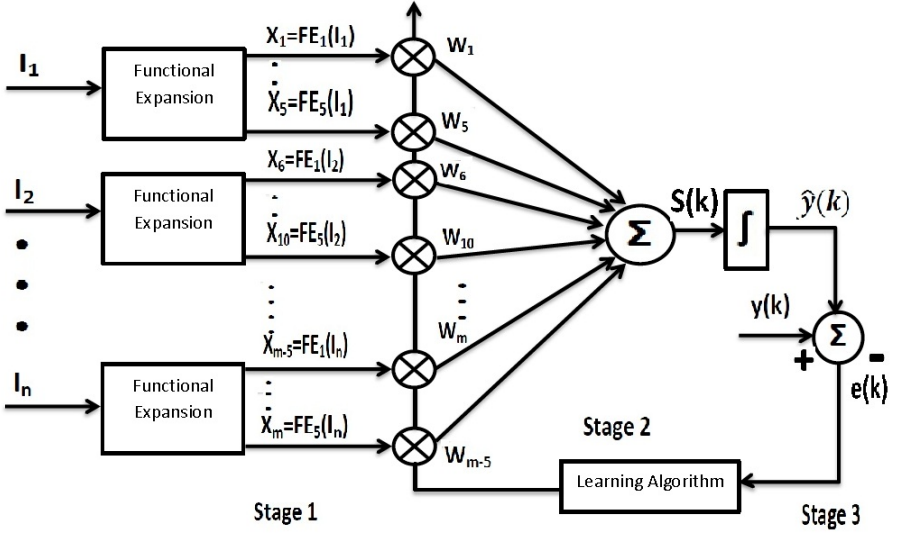 I1
Functional
Expansion
X1=FE1(I1)
X5=FE5(I1)
W1
W5
I2
Functional
Expansion
X6=FE1(I2)
X10=FE5(I2)
W6
W10
Σ
S(k)
∫
ŷ(k)
y(k)
Σ
+
-
e(k)
In
Functional
Expansion
Xm-5=FE1(In)
Xm=FE5(In)
Wm
Wm-5
Learning Algorithm
Stage 1
Stage 2
Stage 3